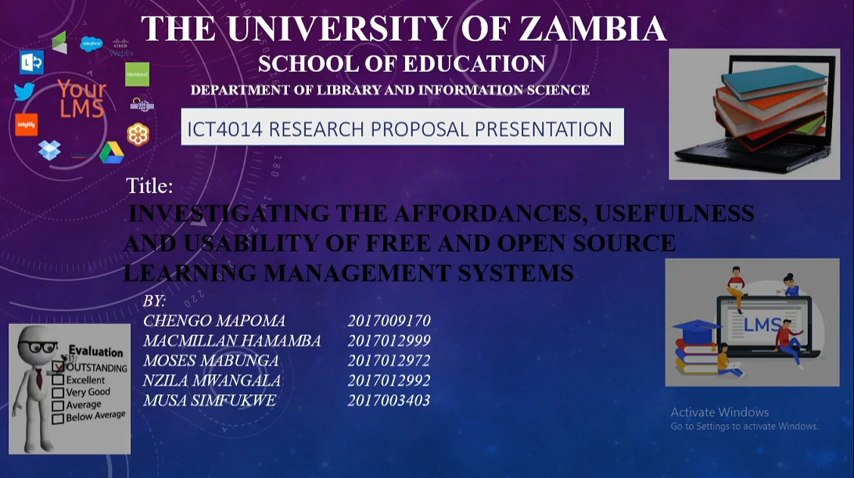 THE UNIVERSITY OF ZAMBIA
SCHOOL OF EDUCATION
DEPARTMENT OF LIBRARY AND INFORMATION SCIENCE
ICT4014 RESEARCH PROPOSAL PRESENTATION
Your
LMS
Title:
INVESTIGATING THE AFFORDANCES, USEFULNESS
AND USABILITY OF FREE AND OPEN SOURCE
LEARNING MANAGEMENT SYSTEMS
BY:
CHENGO MAPOMA 2017009170
MACMILLAN HAMAMBA 2017012999
MOSES MABUNGA 2017012972
NZILA MWANGALA 2017012992
MUSA SIMFUKWE 2017003403
Evaluation
OUTSTANDING
Excellent
Very Good
Average
Below Average
LMS
Activate Windows
Go to Settings to activate Windows.